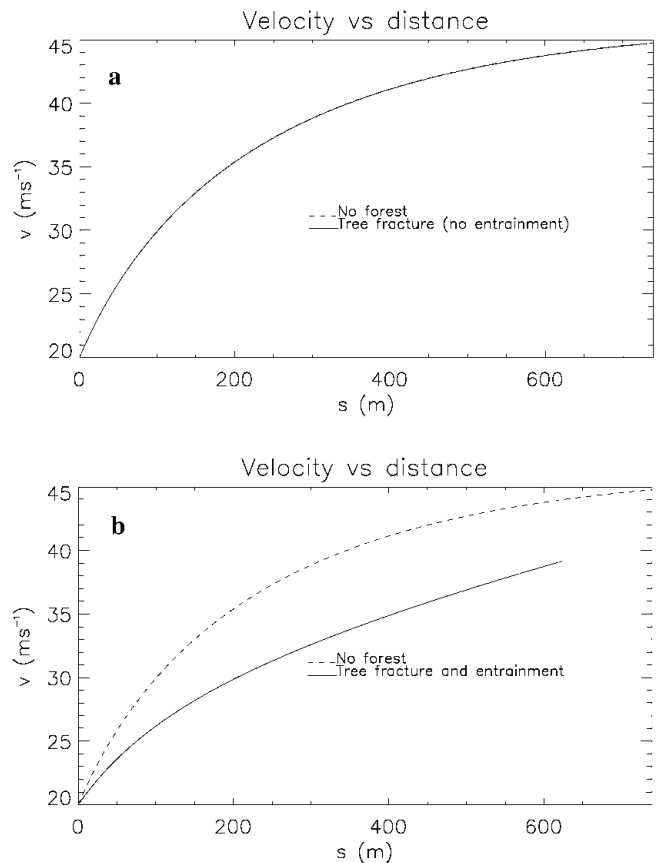 Velocity vs distance
45
a
40
35
v (ms⁻¹)
No forest
30
Tree fracture (no entrainment)
25
20
0 200 400 600
s (m)
Velocity vs distance
45
b
40
35
v (ms⁻¹)
No forest
30
Tree fracture and entrainment
25
20
0 200 400 600
s (m)